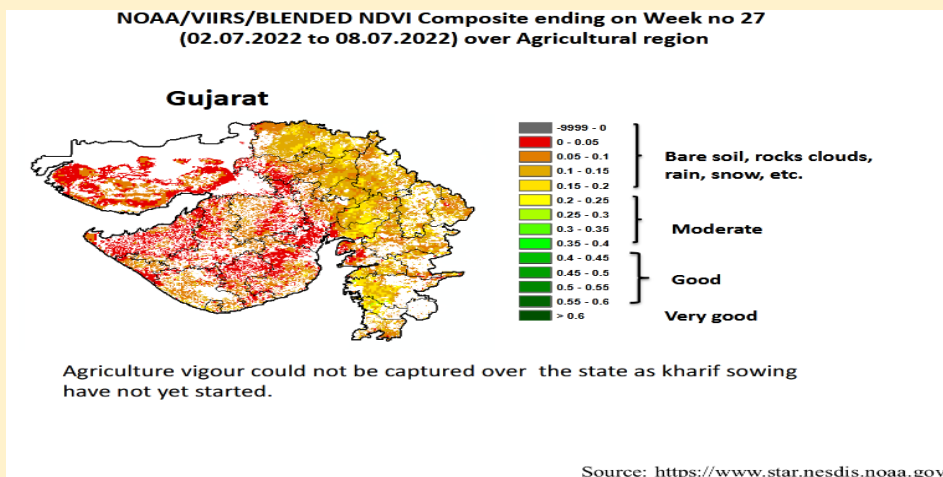 NOAA/VIIRS/BLENDED NDVI Composite ending on Week no 27
(02.07.2022 to 08.07.2022) over Agricultural region
Gujarat
-9999 - 0
0 - 0.05
0.05 - 0.1
0.1 - 0.15
0.15 - 0.2
0.2 - 0.25
0.25 - 0.3
0.3 - 0.35
0.35 - 0.4
0.4 - 0.45
0.45 - 0.5
0.5 - 0.55
0.55 - 0.6
> 0.6
Bare soil, rocks clouds,
rain, snow, etc.
Moderate
Good
Very good
Agriculture vigour could not be captured over the state as kharif sowing
have not yet started.
Source: https://www.star.nesdis.noaa.gov